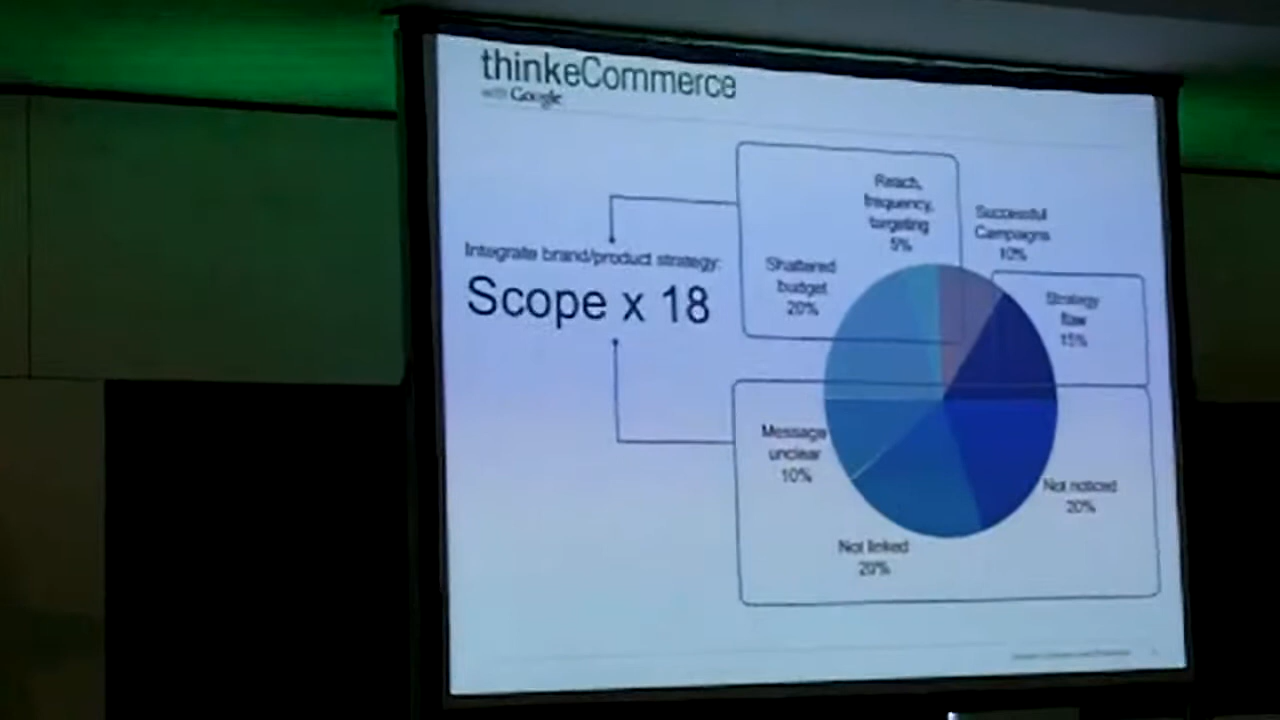 thinkeCommerce
with Google
Reach,
frequency,
targeting
5%
Successful
Campaigns
10%
Integrate brand/product strategy:
Scope x 18
Shattered
budget
20%
Strategy
flaw
15%
Message
unclear
10%
Not noticed
20%
Not linked
20%